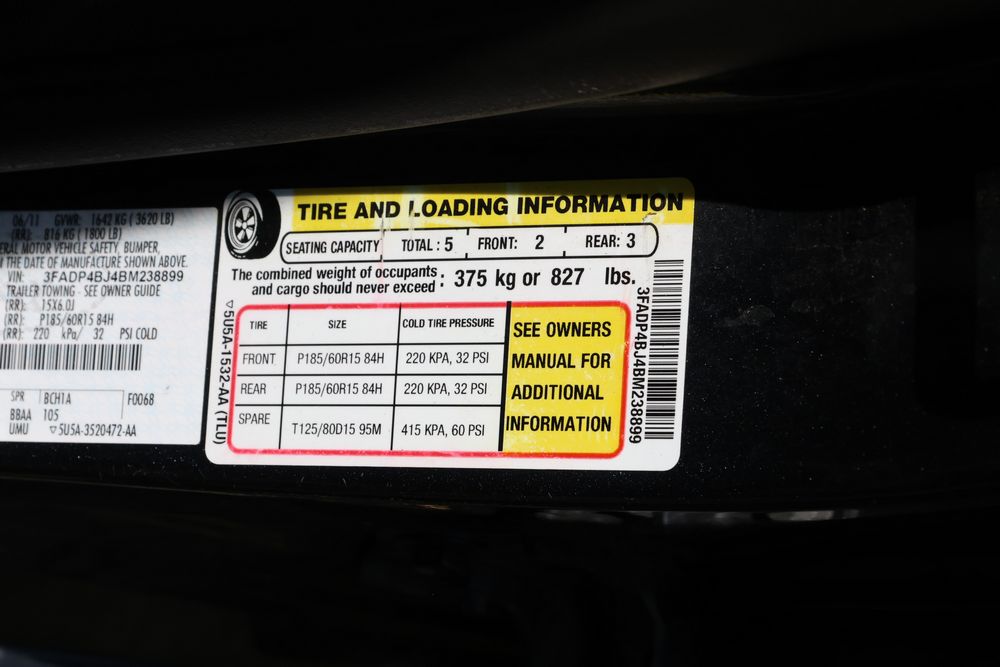 06/11 GVWR: 1642 KG ( 3620 LB)
(RR): 816 KG ( 1800 LB)
ERAL MOTOR VEHICLE SAFETY, BUMPER,
THE DATE OF MANUFACTURE SHOWN ABOVE.
VIN: 3FADP4BJ4BM238899
TRAILER TOWING - SEE OWNER GUIDE
(RR): 15X6.0J
(RR): P185/60R15 84H
(RR): 220 kPa/ 32 PSI COLD
SPR BCH1A F0068
BBAA 105
UMU ▽5U5A-3520472-AA
TIRE AND LOADING INFORMATION
SEATING CAPACITY TOTAL : 5 FRONT: 2 REAR: 3
The combined weight of occupants and cargo should never exceed : 375 kg or 827 lbs.
▽5U5A-1532-AA (TLU)
TIRE SIZE COLD TIRE PRESSURE
FRONT P185/60R15 84H 220 KPA, 32 PSI
REAR P185/60R15 84H 220 KPA, 32 PSI
SPARE T125/80D15 95M 415 KPA, 60 PSI
SEE OWNERS
MANUAL FOR
ADDITIONAL
INFORMATION
3FADP4BJ4BM238899